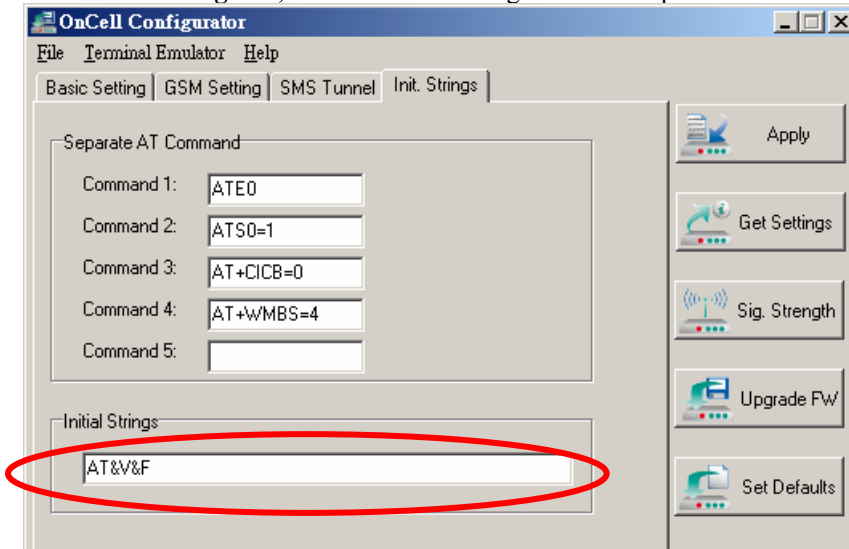 OnCell Configurator
File Terminal Emulator Help
Basic Setting GSM Setting SMS Tunnel Init. Strings
Separate AT Command
Command 1: ATE0
Command 2: ATS0=1
Command 3: AT+CICB=0
Command 4: AT+WMBS=4
Command 5:
Initial Strings
AT&V&F
Apply
Get Settings
Sig. Strength
Upgrade FW
Set Defaults